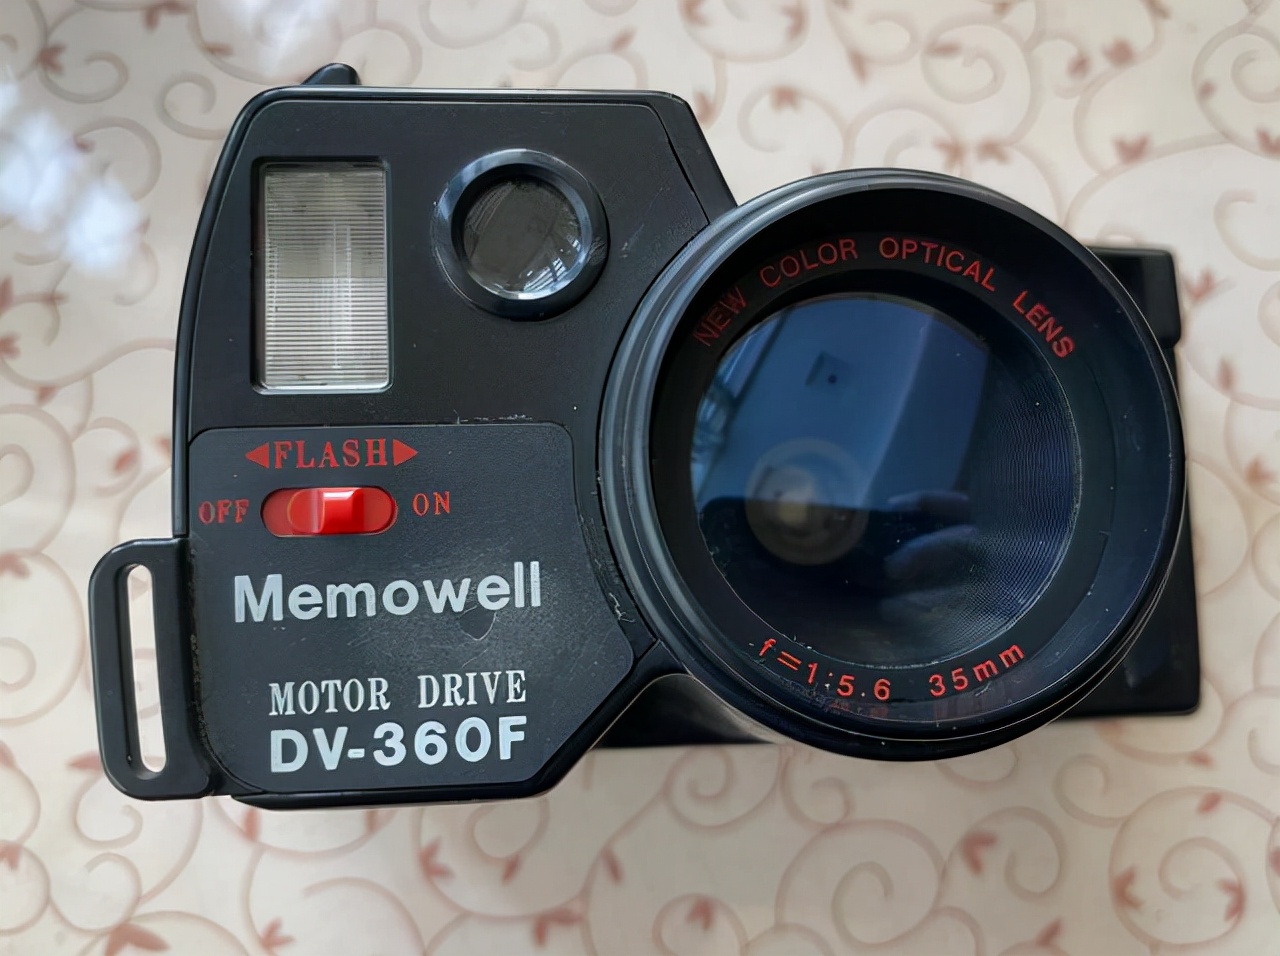 NEW COLOR OPTICAL LENS
◀FLASH▶
OFF ON
Memowell
MOTOR DRIVE
DV-360F
f=1:5.6 35mm